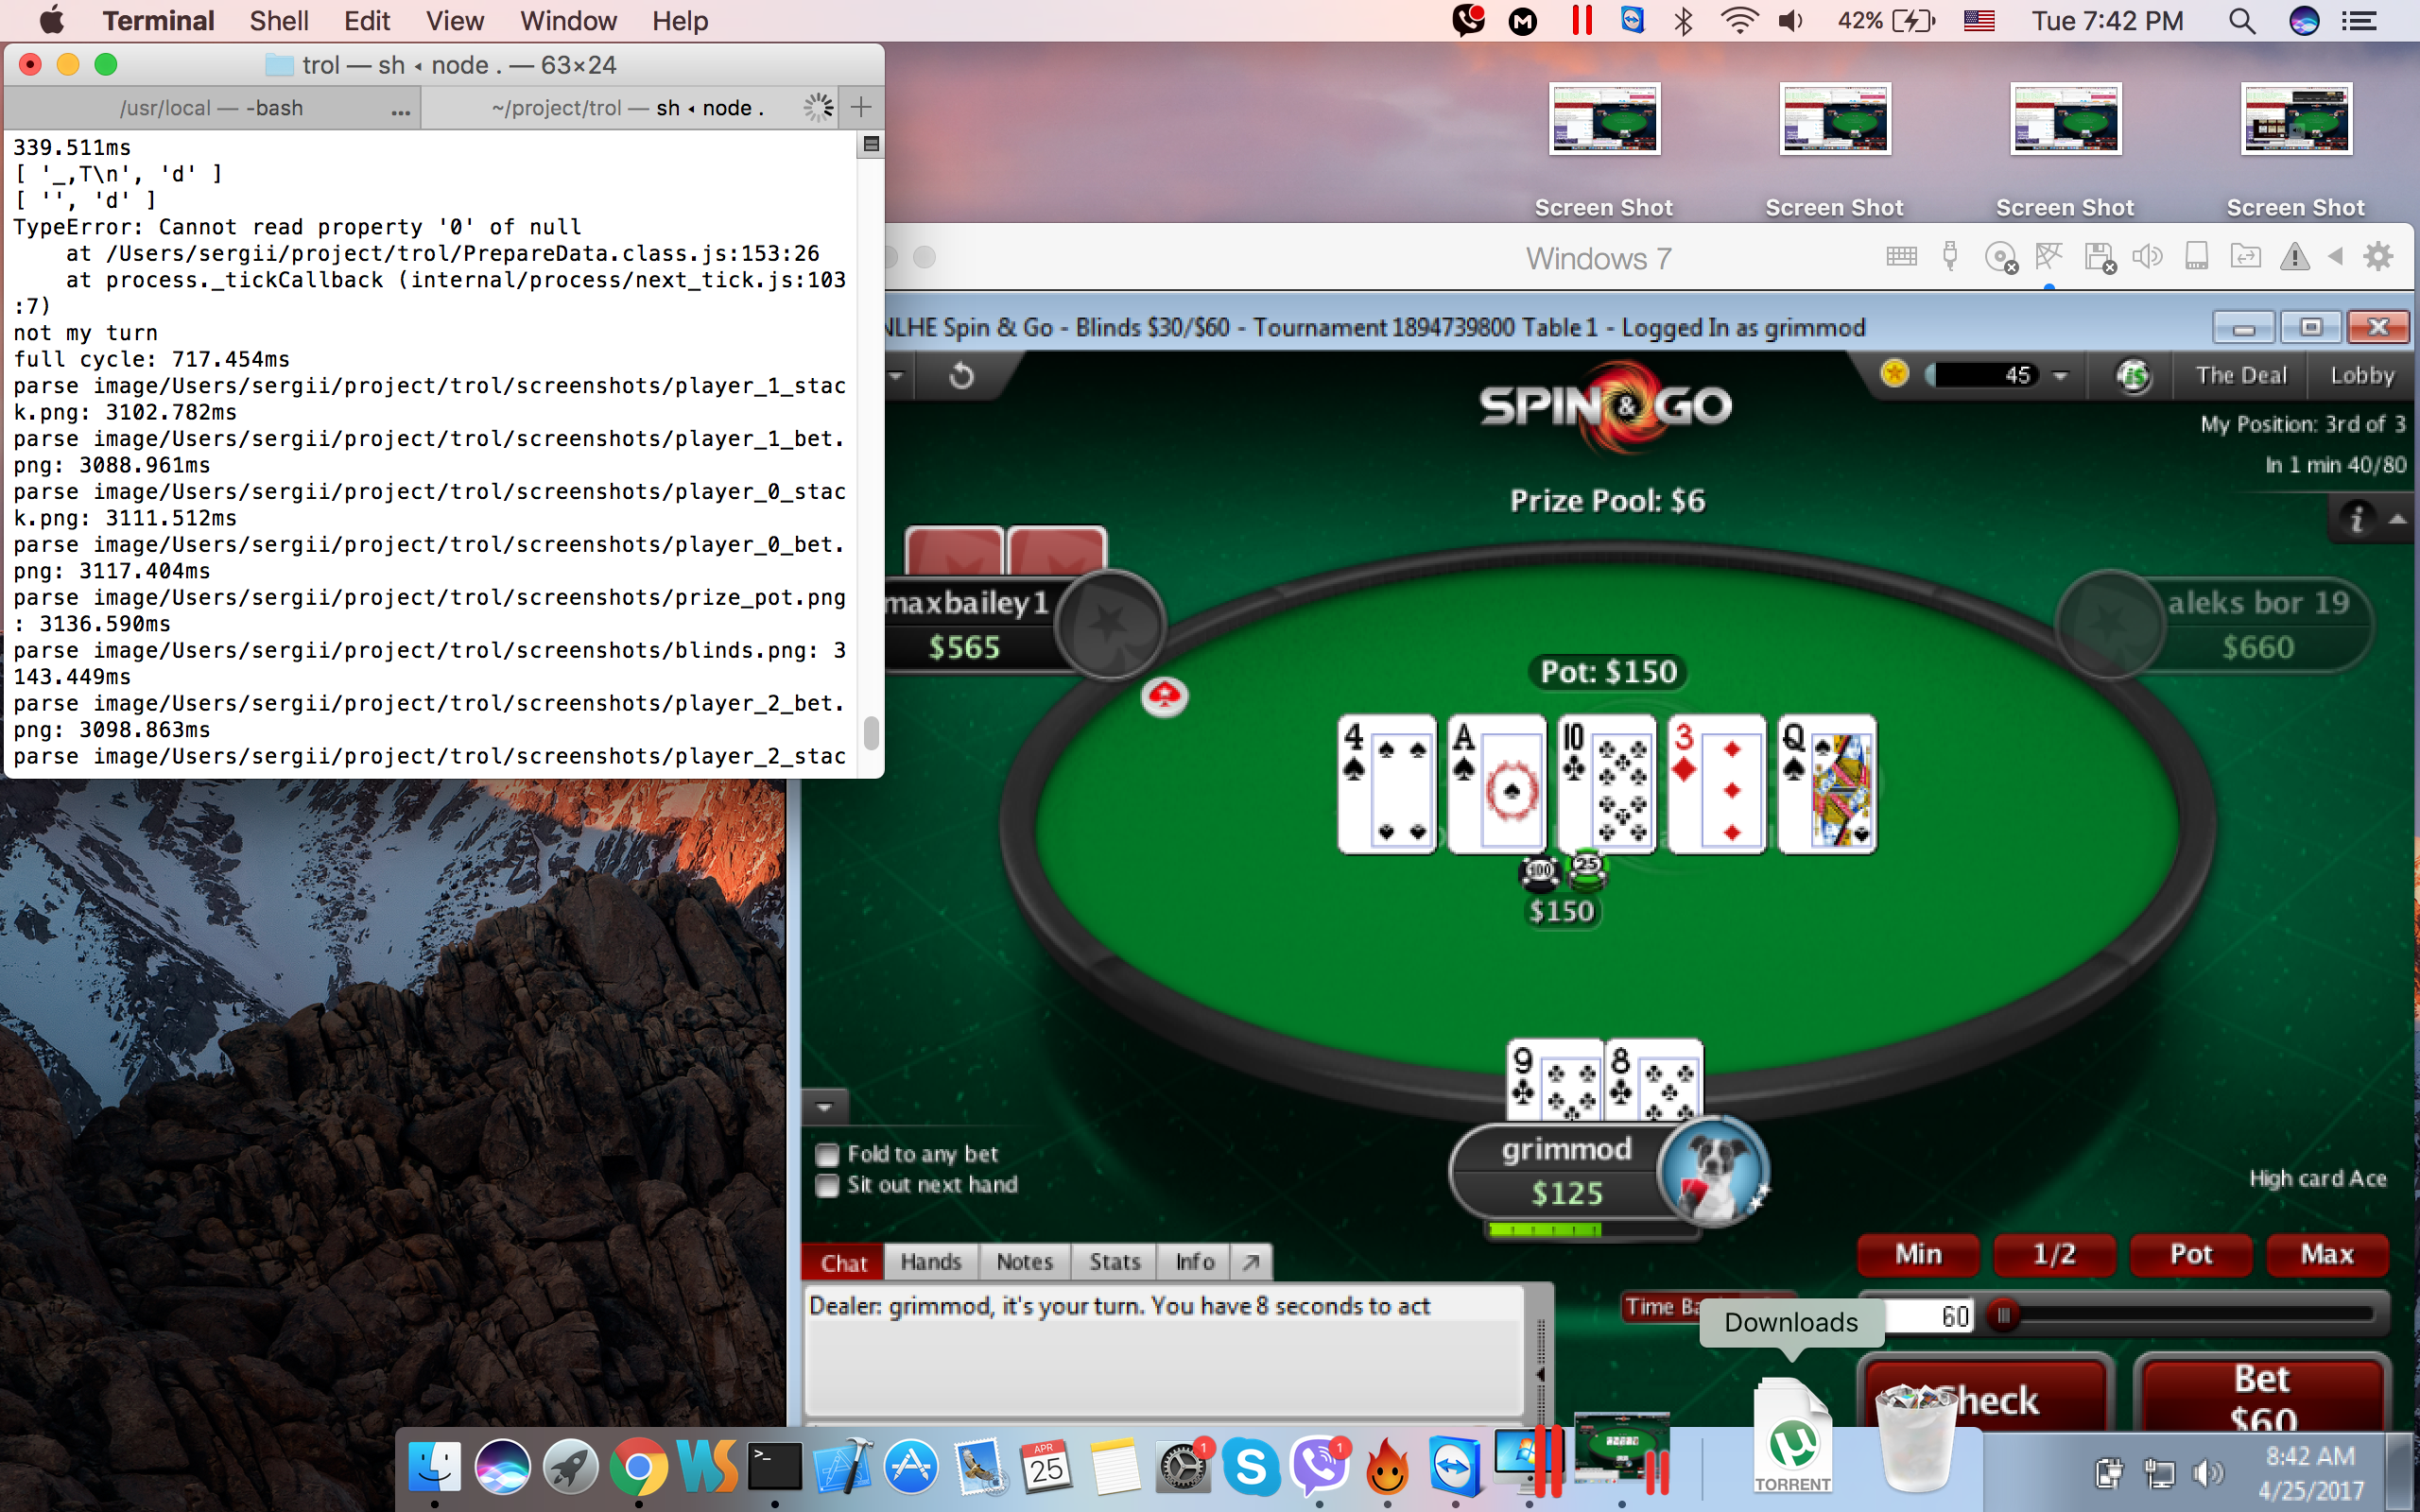 Terminal Shell Edit View Window Help
42% Tue 7:42 PM
trol — sh ◂ node . — 63×24
/usr/local — -bash ... ~/project/trol — sh ◂ node .
339.511ms
[ '_,T\n', 'd' ]
[ '', 'd' ]
TypeError: Cannot read property '0' of null
at /Users/sergii/project/trol/PrepareData.class.js:153:26
at process._tickCallback (internal/process/next_tick.js:103
:7)
not my turn
full cycle: 717.454ms
parse image/Users/sergii/project/trol/screenshots/player_1_stac
k.png: 3102.782ms
parse image/Users/sergii/project/trol/screenshots/player_1_bet.
png: 3088.961ms
parse image/Users/sergii/project/trol/screenshots/player_0_stac
k.png: 3111.512ms
parse image/Users/sergii/project/trol/screenshots/player_0_bet.
png: 3117.404ms
parse image/Users/sergii/project/trol/screenshots/prize_pot.png
: 3136.590ms
parse image/Users/sergii/project/trol/screenshots/blinds.png: 3
143.449ms
parse image/Users/sergii/project/trol/screenshots/player_2_bet.
png: 3098.863ms
parse image/Users/sergii/project/trol/screenshots/player_2_stac
Screen Shot Screen Shot Screen Shot Screen Shot
Windows 7
NLHE Spin & Go - Blinds $30/$60 - Tournament 1894739800 Table 1 - Logged In as grimmod
SPIN & GO
45 The Deal Lobby
My Position: 3rd of 3
In 1 min 40/80
Prize Pool: $6
maxbailey1
$565
aleks bor 19
$660
Pot: $150
4 A 10 3 Q
100 25
$150
9 8
grimmod
$125
Fold to any bet
Sit out next hand
High card Ace
Chat Hands Notes Stats Info
Dealer: grimmod, it's your turn. You have 8 seconds to act
Min 1/2 Pot Max
Time
60
Downloads
Bet
$60
APR
25
1
1
TORRENT
8:42 AM
4/25/2017